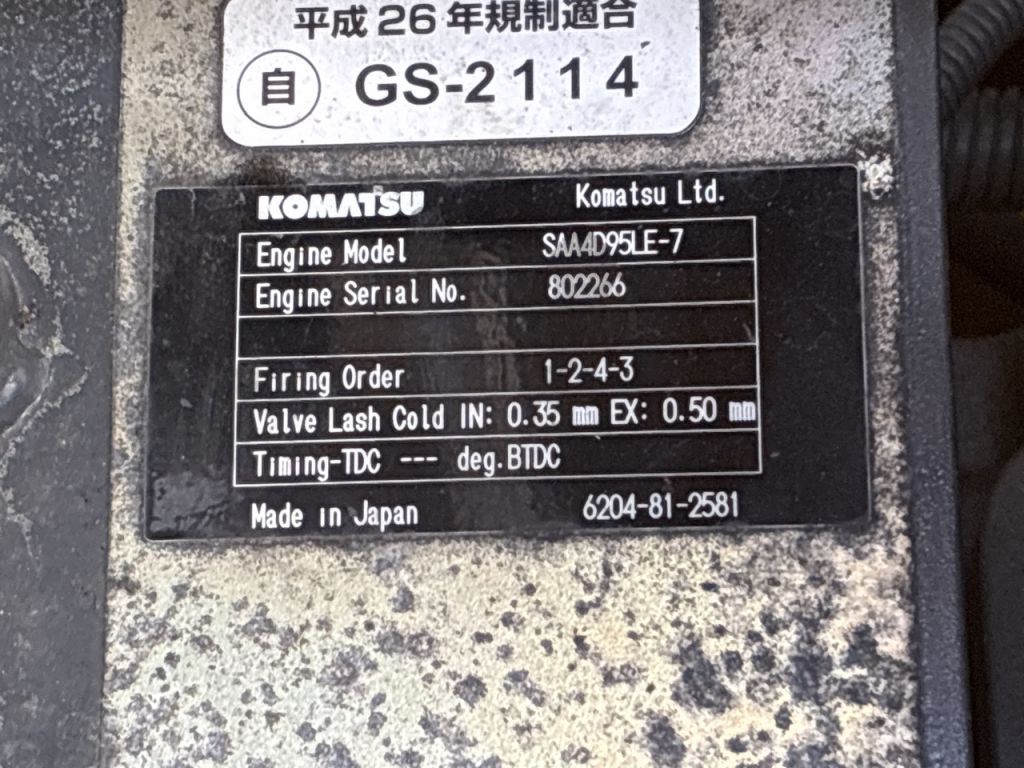 平成 26 年規制適合
自 GS-2114
KOMATSU Komatsu Ltd.
Engine Model SAA4D95LE-7
Engine Serial No. 802266
Firing Order 1-2-4-3
Valve Lash Cold IN: 0.35 mm EX: 0.50 mm
Timing-TDC --- deg.BTDC
Made in Japan 6204-81-2581